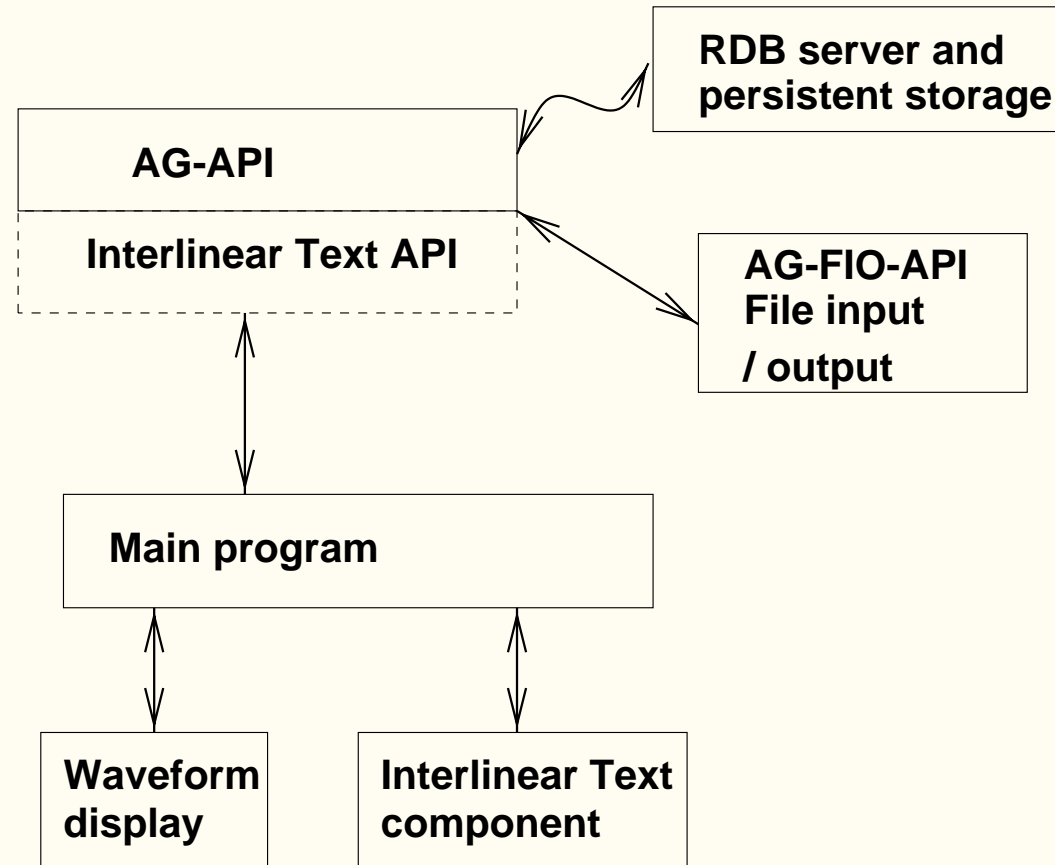 RDB server and
persistent storage
AG-API
Interlinear Text API
AG-FIO-API
File input
/ output
Main program
Waveform
display
Interlinear Text
component